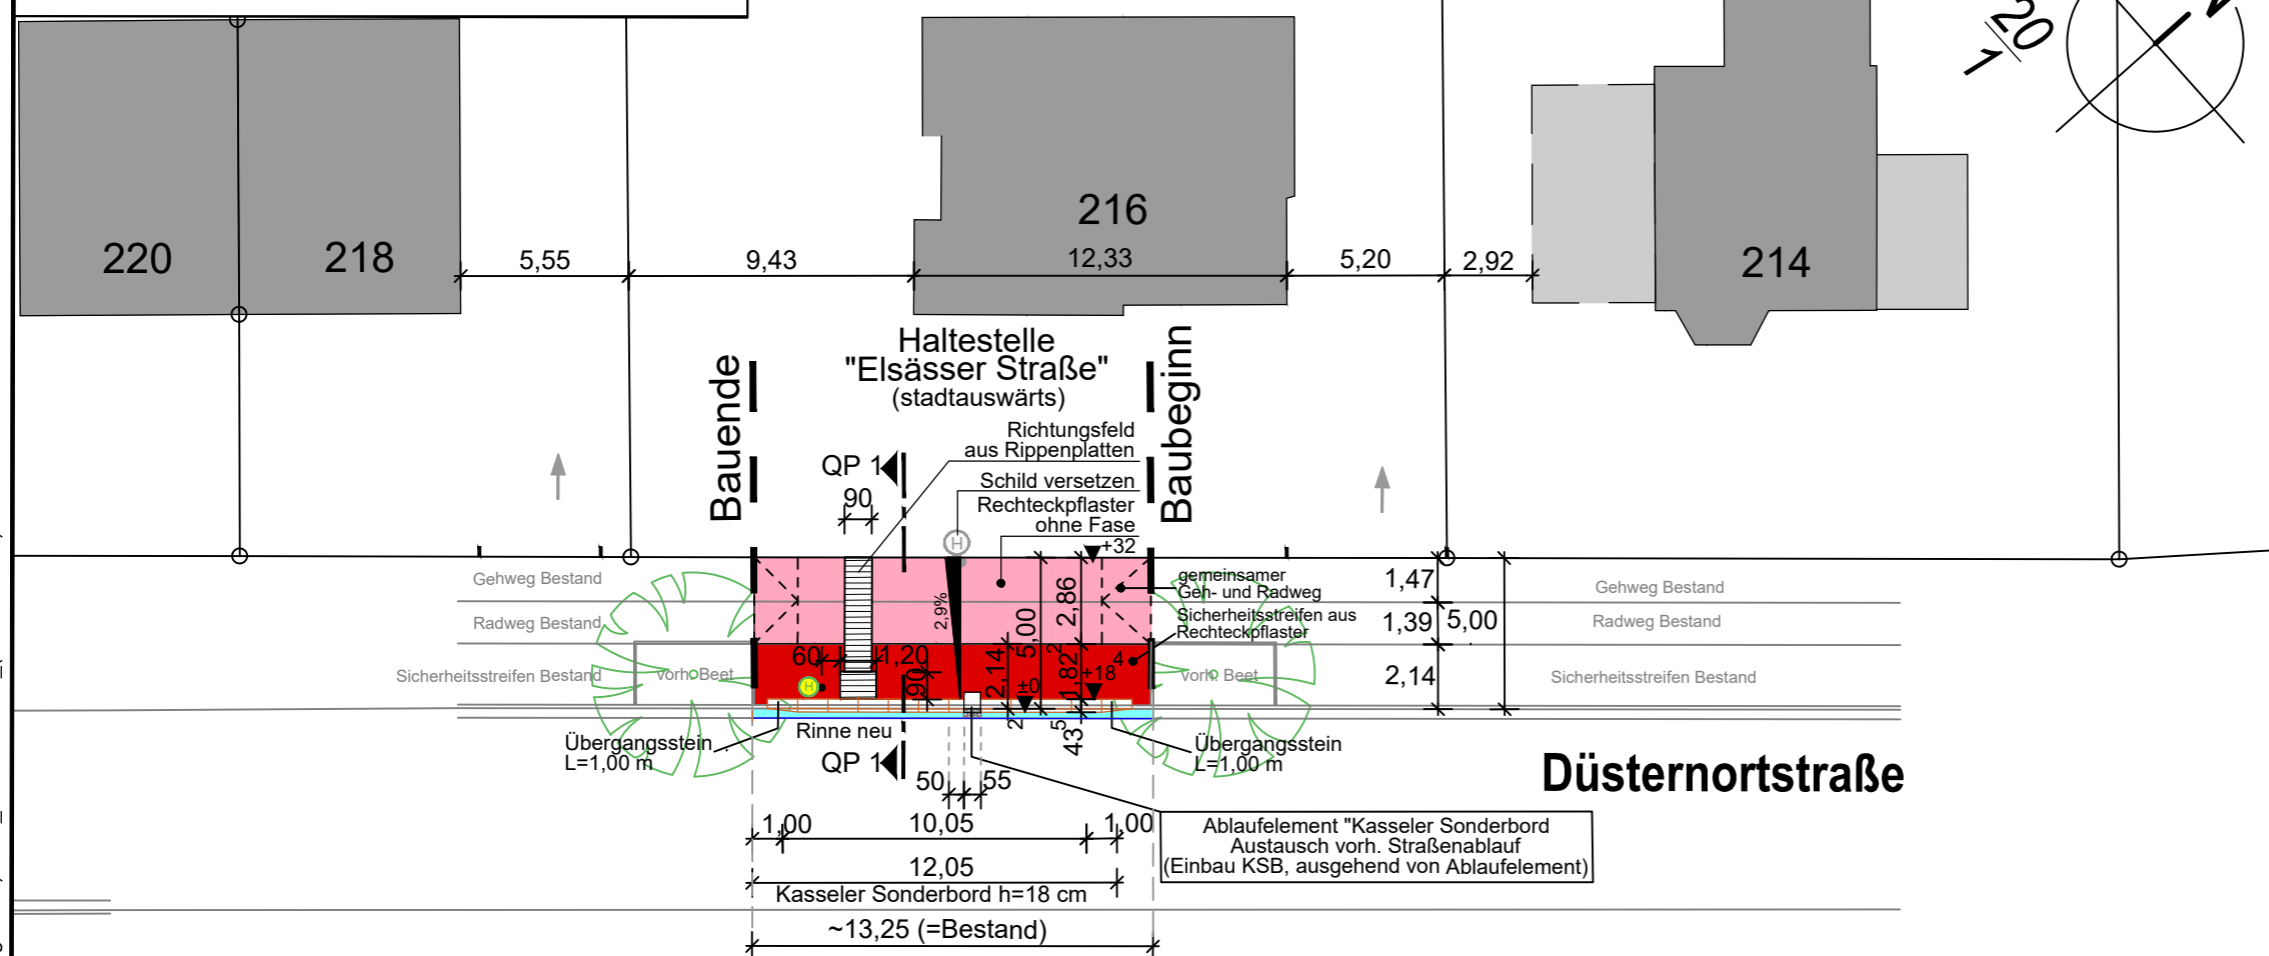 20
1
220
218
216
214
5,55
9,43
12,33
5,20
2,92
Haltestelle
"Elsässer Straße"
(stadtauswärts)
Bauende
Baubeginn
Richtungsfeld
aus Rippenplatten
QP 1
Schild versetzen
90
Rechteckpflaster
ohne Fase
H
+32
Gehweg Bestand
Radweg Bestand
Sicherheitsstreifen Bestand
vorh. Beet
2,9%
5,00
2,86
gemeinsamer
Geh- und Radweg
Sicherheitsstreifen aus
Rechteckpflaster
1,47
1,39
5,00
2,14
Gehweg Bestand
Radweg Bestand
Sicherheitsstreifen Bestand
60
1,20
90
2,14
±0
1,82
2
+18
4
H
vorh. Beet
2
5
43
Übergangsstein
L=1,00 m
Rinne neu
QP 1
Übergangsstein
L=1,00 m
Düsternortstraße
50
55
1,00
10,05
1,00
Ablaufelement "Kasseler Sonderbord
Austausch vorh. Straßenablauf
(Einbau KSB, ausgehend von Ablaufelement)
12,05
Kasseler Sonderbord h=18 cm
~13,25 (=Bestand)